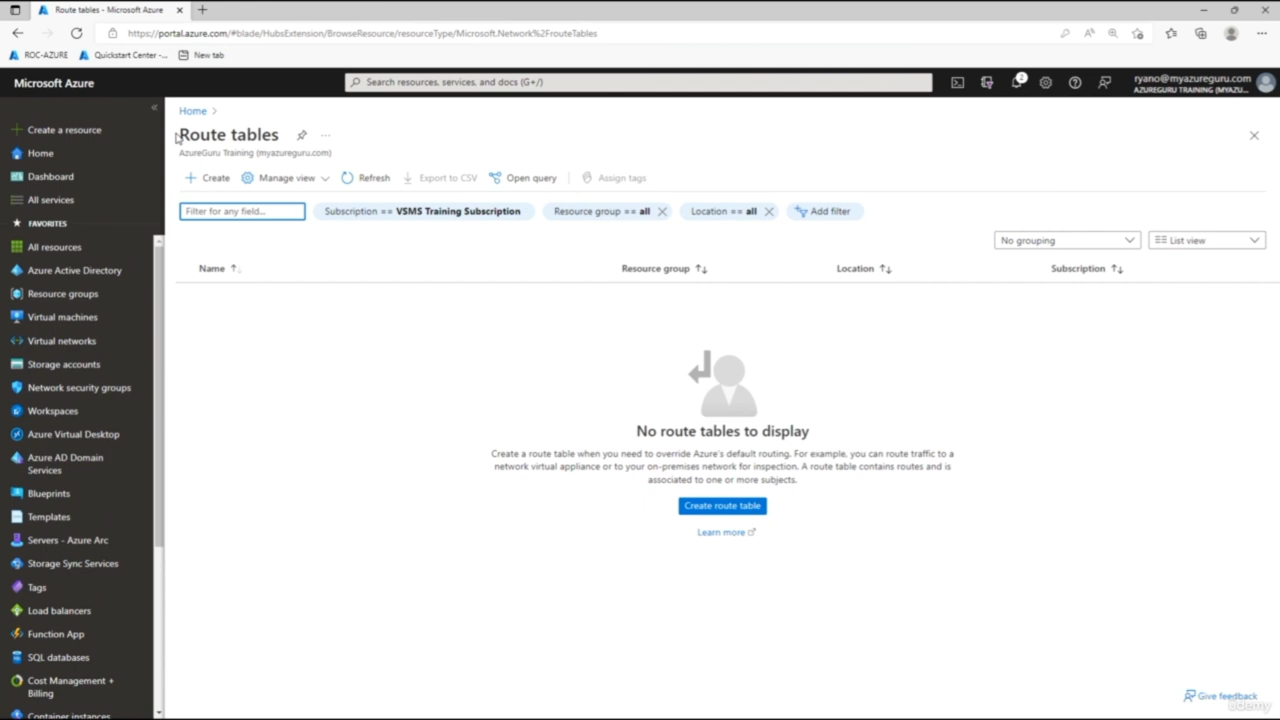 Route tables - Microsoft Azure
https://portal.azure.com/#blade/HubsExtension/BrowseResource/resourceType/Microsoft.Network%2FrouteTables
ROC-AZURE
Quickstart Center -...
New tab
Microsoft Azure
Search resources, services, and docs (G+/)
2
ryano@myazureguru.com
AZUREGURU TRAINING (MYAZU...
Create a resource
Home
Dashboard
All services
FAVORITES
All resources
Azure Active Directory
Resource groups
Virtual machines
Virtual networks
Storage accounts
Network security groups
Workspaces
Azure Virtual Desktop
Azure AD Domain
Services
Blueprints
Templates
Servers - Azure Arc
Storage Sync Services
Tags
Load balancers
Function App
SQL databases
Cost Management +
Billing
Container instances
Home >
Route tables
AzureGuru Training (myazureguru.com)
Create
Manage view
Refresh
Export to CSV
Open query
Assign tags
Filter for any field...
Subscription == VSMS Training Subscription
Resource group == all
Location == all
Add filter
No grouping
List view
Name
Resource group
Location
Subscription
No route tables to display
Create a route table when you need to override Azure's default routing. For example, you can route traffic to a
network virtual appliance or to your on-premises network for inspection. A route table contains routes and is
associated to one or more subjects.
Create route table
Learn more
Give feedback
udemy